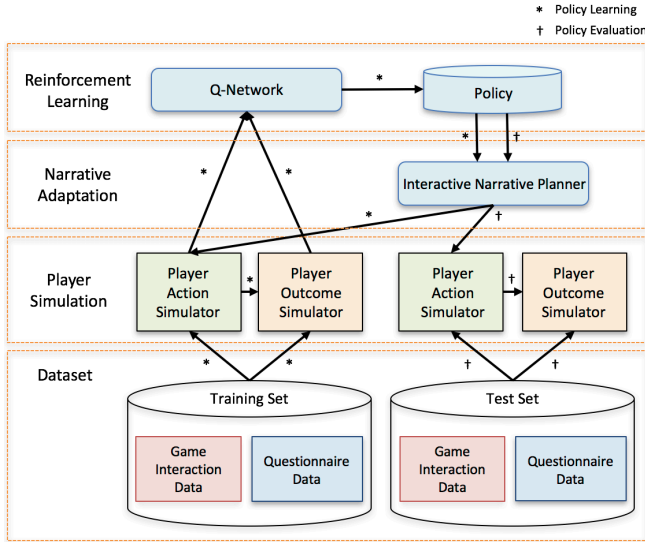 * Policy Learning
† Policy Evaluation
Reinforcement
Learning
Q-Network
*
Policy
*
†
Narrative
Adaptation
*
*
Interactive Narrative Planner
*
†
Player
Simulation
Player
Action
Simulator
*
Player
Outcome
Simulator
Player
Action
Simulator
†
Player
Outcome
Simulator
Dataset
*
*
†
†
Training Set
Test Set
Game
Interaction
Data
Questionnaire
Data
Game
Interaction
Data
Questionnaire
Data